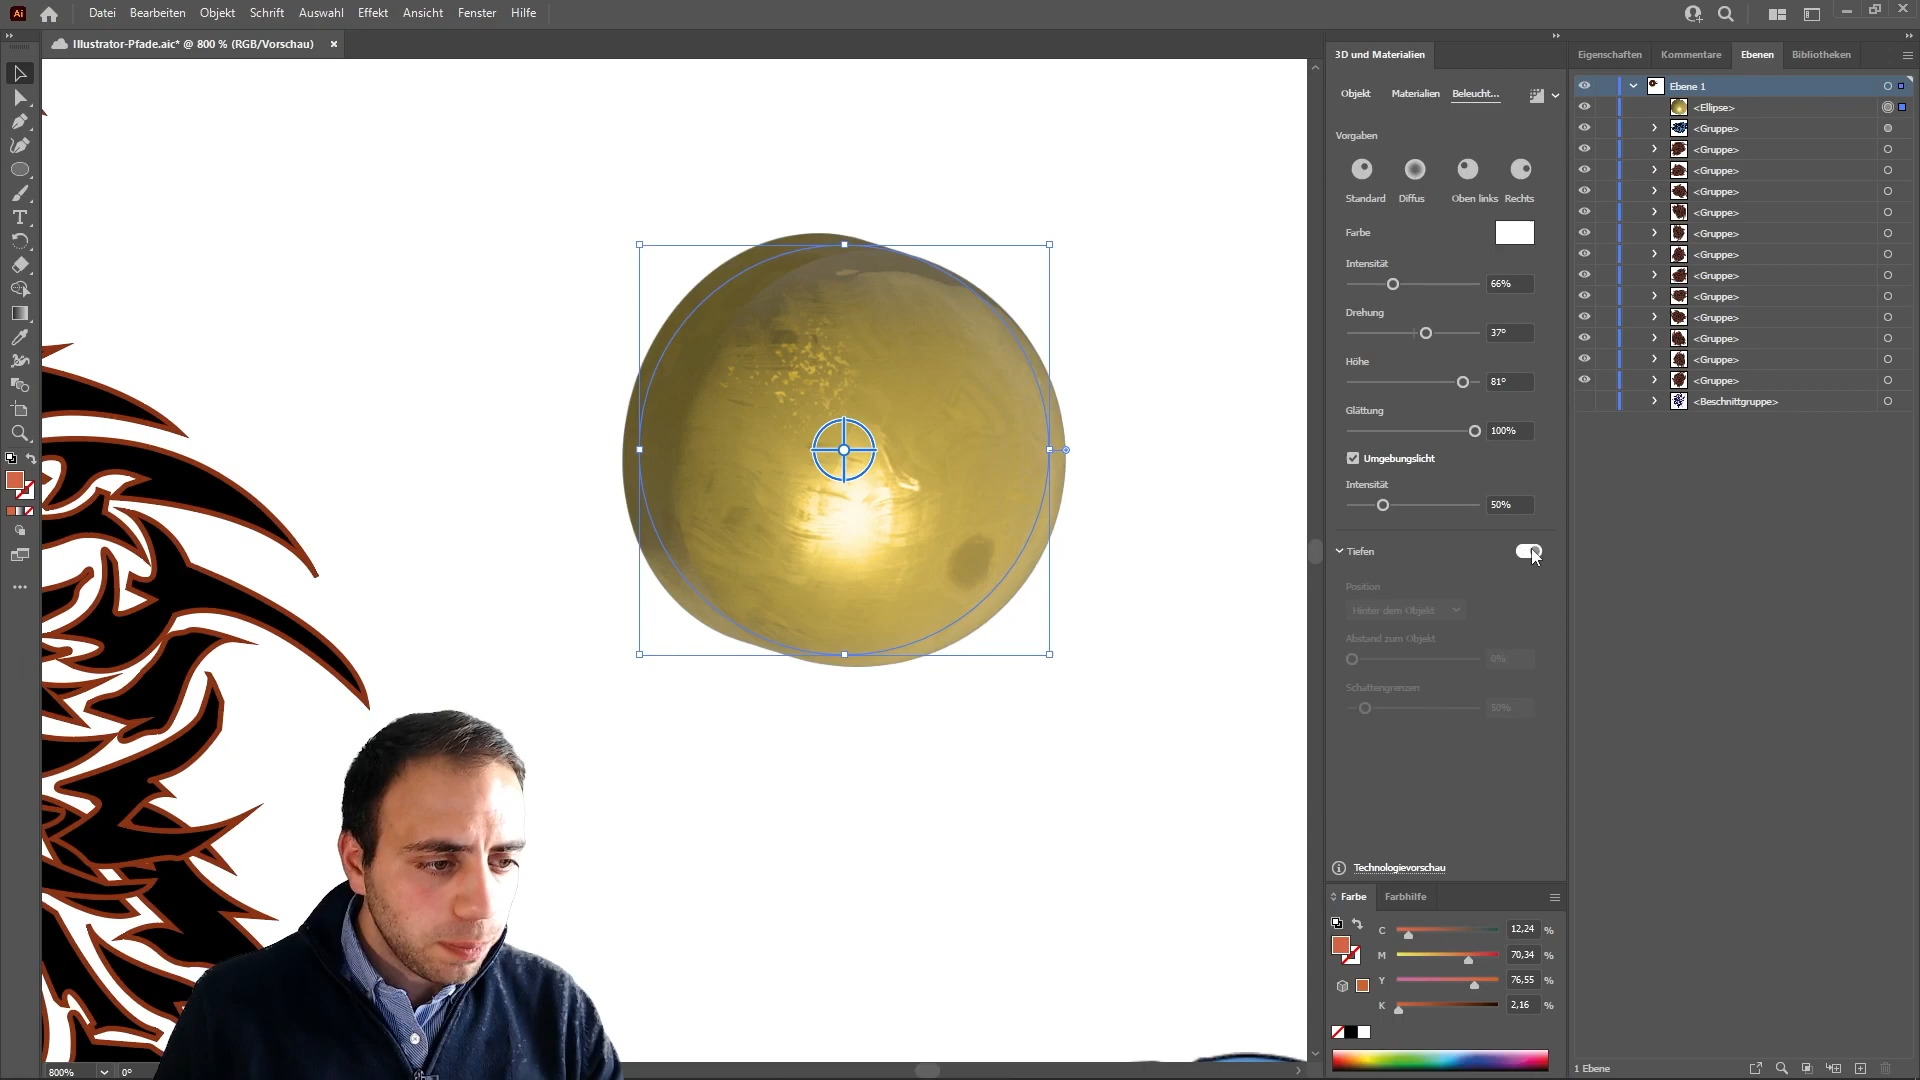 Ai
Datei Bearbeiten Objekt Schrift Auswahl Effekt Ansicht Fenster Hilfe
Illustrator-Pfade.aic* @ 800 % (RGB/Vorschau) ×
3D und Materialien
Eigenschaften Kommentare Ebenen Bibliotheken
Objekt Materialien Beleucht...
Vorgaben
Standard Diffus Oben links Rechts
Farbe
Intensität
66%
Drehung
37°
Höhe
81°
Glättung
100%
Umgebungslicht
Intensität
50%
Tiefen
Position
Hinter dem Objekt
Abstand zum Objekt
0%
Schattengrenzen
50%
Technologievorschau
Farbe Farbhilfe
C 12,24 %
M 70,34 %
Y 76,55 %
K 2,16 %
Ebene 1
<Ellipse>
<Gruppe>
<Gruppe>
<Gruppe>
<Gruppe>
<Gruppe>
<Gruppe>
<Gruppe>
<Gruppe>
<Gruppe>
<Gruppe>
<Gruppe>
<Gruppe>
<Gruppe>
<Beschnittgruppe>
1 Ebene
800% 0°